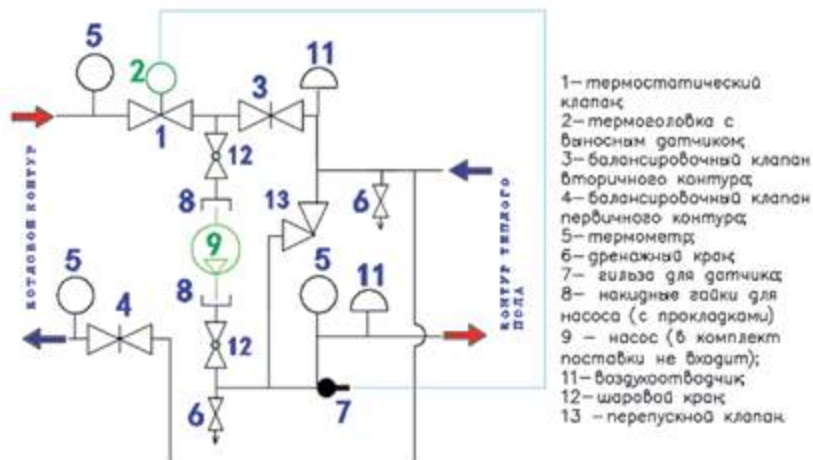 5
2
11
3
1
12
8
13
6
9
5
5
11
8
4
12
7
6
КОТЛОВОЙ КОНТУР
КОНТУР ТЕПЛОГО
ПОЛА
1–термостатический
клапан;
2–термоголовка с
выносным датчиком;
3–балансировочный клапан
вторичного контура;
4–балансировочный клапан
первичного контура;
5–термометр;
6–дренажный кран;
7– гильза для датчика;
8– накидные гайки для
насоса (с прокладками)
9 – насос (в комплект
поставки не входит);
11–воздухоотводчик;
12–шаровой кран;
13 –перепускной клапан.